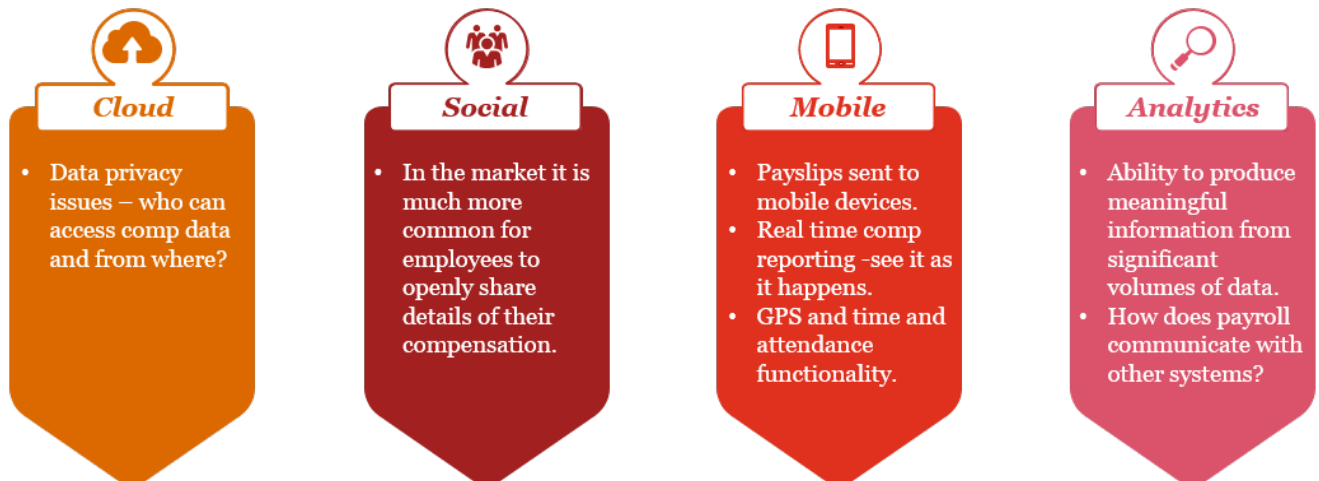 Cloud
• Data privacy
issues – who can
access comp data
and from where?
Social
• In the market it is
much more
common for
employees to
openly share
details of their
compensation.
Mobile
• Payslips sent to
mobile devices.
• Real time comp
reporting -see it as
it happens.
• GPS and time and
attendance
functionality.
Analytics
• Ability to produce
meaningful
information from
significant
volumes of data.
• How does payroll
communicate with
other systems?